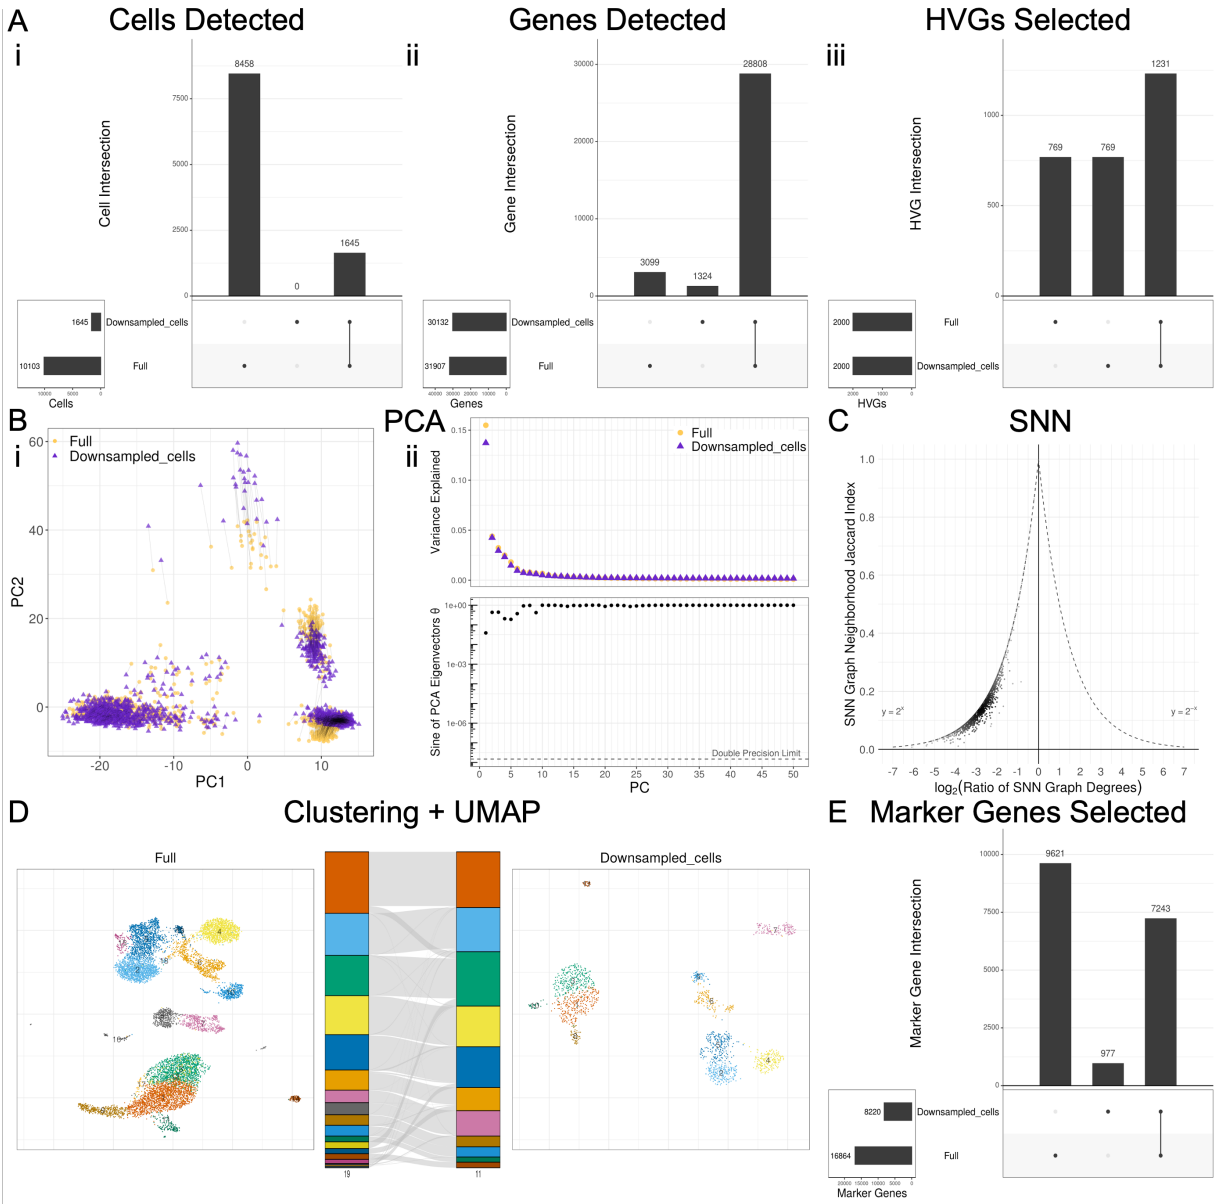 A
Cells Detected
Genes Detected
HVGs Selected
i
ii
iii
Cell Intersection
7500
5000
2500
0
8458
0
1645
1645
Downsampled_cells
10103
Full
10000 5000 0
Cells
Gene Intersection
30000
20000
10000
0
3099
1324
28808
30132
Downsampled_cells
31907
Full
40000 30000 20000 10000 0
Genes
HVG Intersection
1000
500
0
769
769
1231
2000
Full
2000
Downsampled_cells
2000 1000 0
HVGs
B
PCA
i
Full
Downsampled_cells
PC2
60
40
20
0
-20 -10 0 10
PC1
ii
Full
Downsampled_cells
Variance Explained
0.15
0.10
0.05
0.00
Sine of PCA Eigenvectors θ
1e+00
1e-03
1e-06
Double Precision Limit
0 5 10 15 20 25 30 35 40 45 50
PC
C
SNN
SNN Graph Neighborhood Jaccard Index
1.0
0.8
0.6
0.4
0.2
0.0
y = 2ˣ
y = 2⁻ˣ
-7 -6 -5 -4 -3 -2 -1 0 1 2 3 4 5 6 7
log₂(Ratio of SNN Graph Degrees)
D
Clustering + UMAP
Full
4
2
16
6
19
11
Downsampled_cells
6
4
2
8
E
Marker Genes Selected
Marker Gene Intersection
10000
7500
5000
2500
0
9621
977
7243
8220
Downsampled_cells
16864
Full
20000 15000 10000 5000 0
Marker Genes